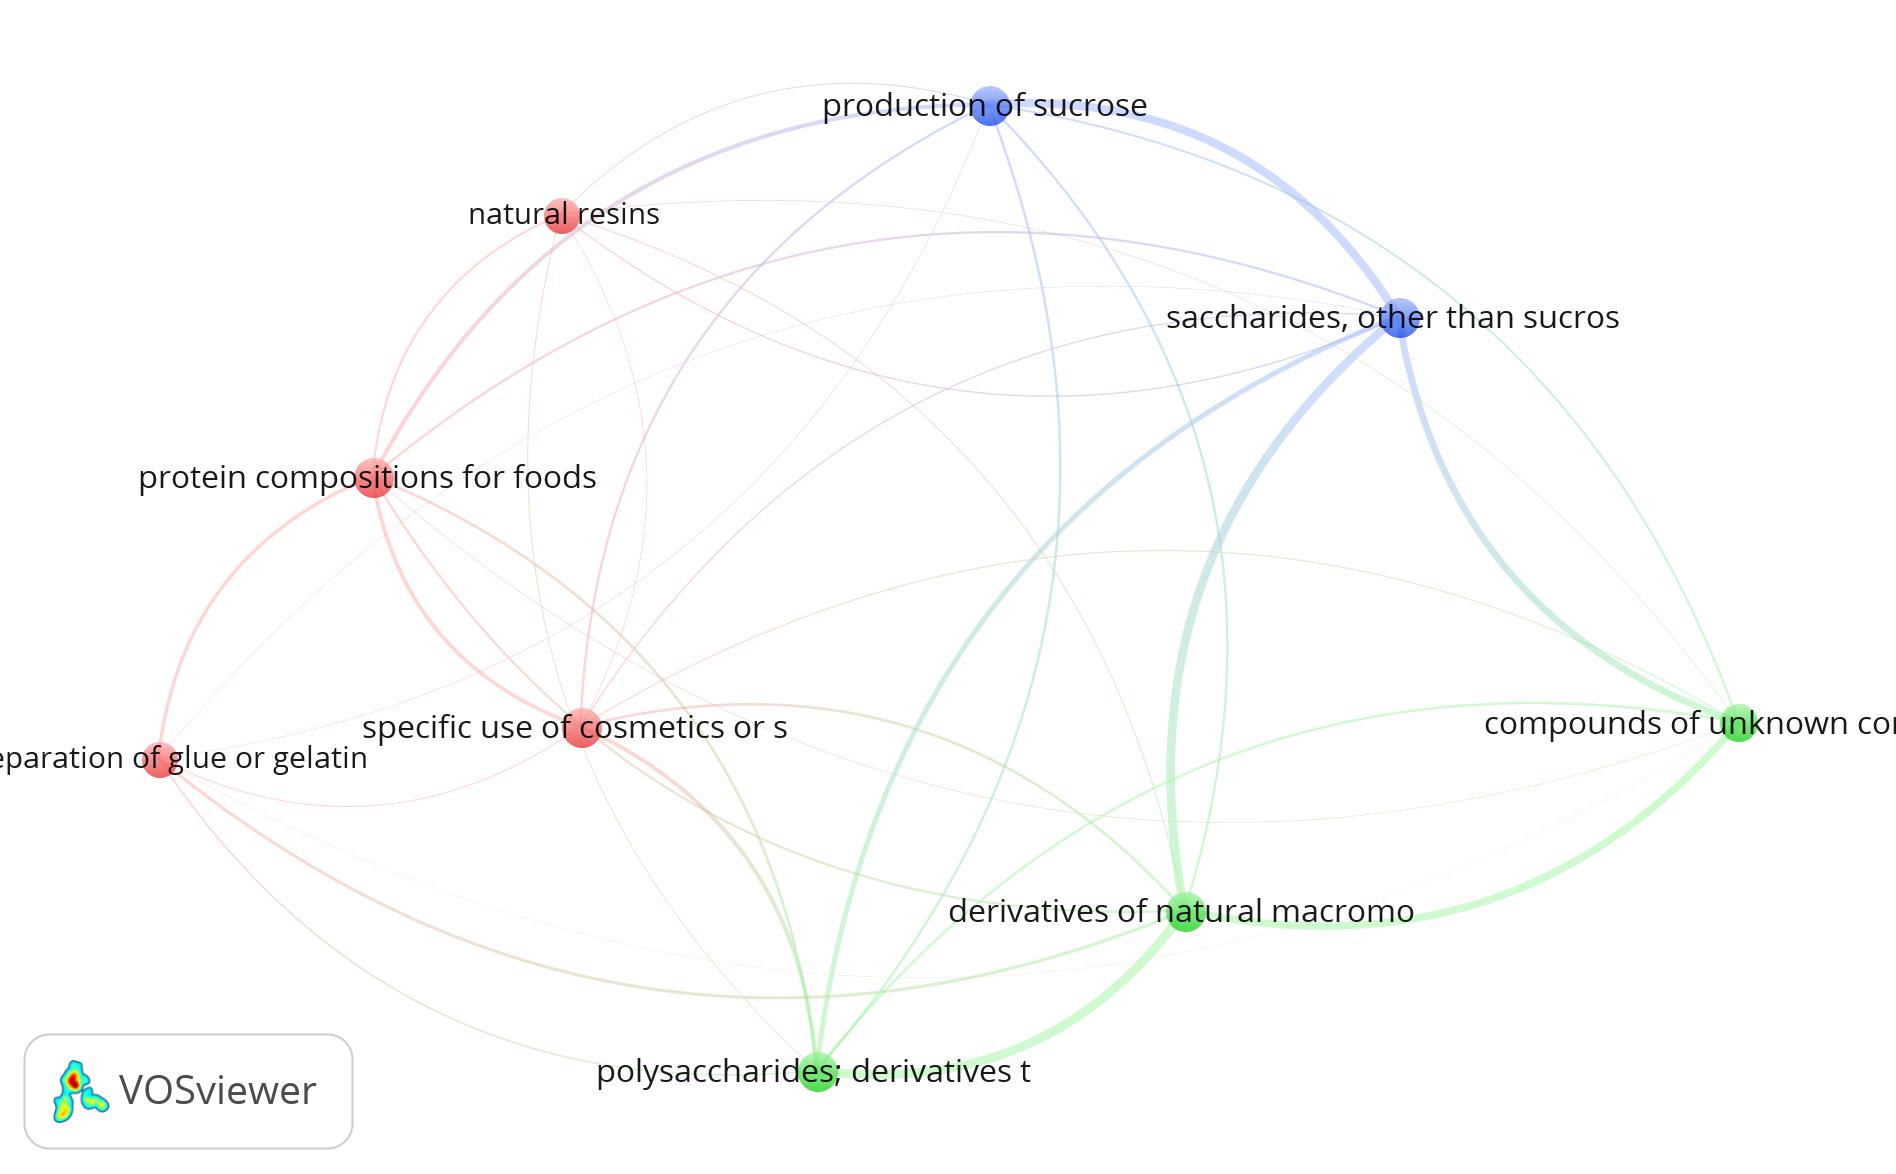 production of sucrose
natural resins
saccharides, other than sucros
protein compositions for foods
specific use of cosmetics or s
compounds of unknown
eparation of glue or gelatin
derivatives of natural macromo
polysaccharides; derivatives t
VOSviewer